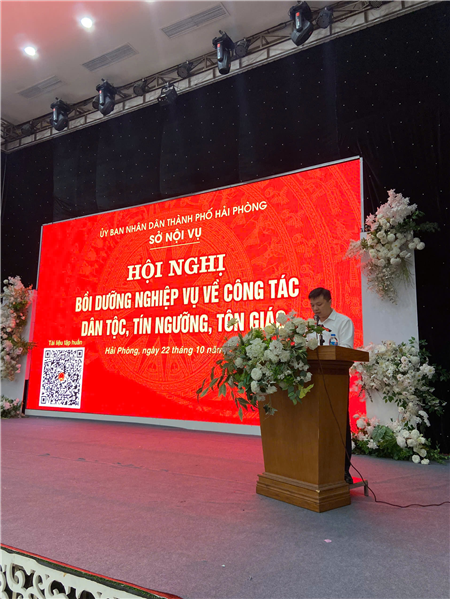 ỦY BAN NHÂN DÂN THÀNH PHỐ HẢI PHÒNG
SỞ NỘI VỤ
HỘI NGHỊ
BỒI DƯỠNG NGHIỆP VỤ VỀ CÔNG TÁC
DÂN TỘC, TÍN NGƯỠNG, TÔN GIÁO
Hải Phòng, ngày 22 tháng 10 năm
Tài liệu tập huấn